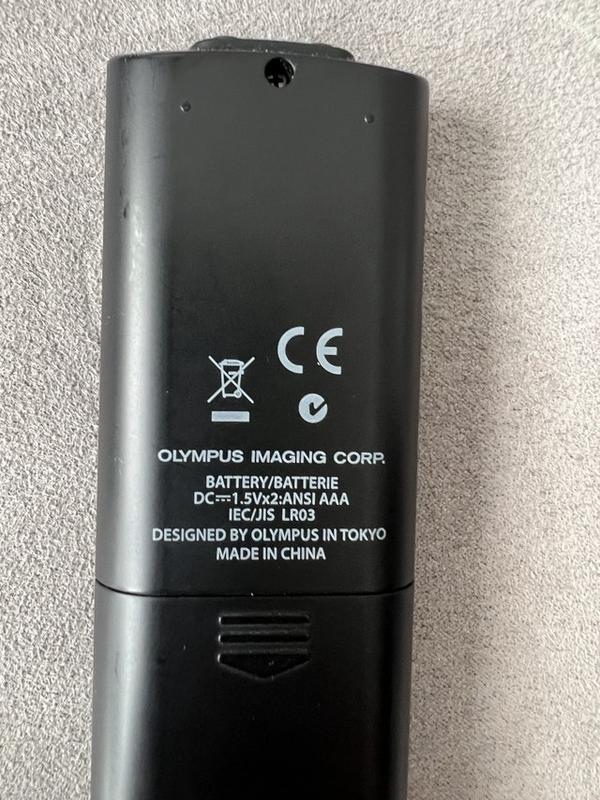 CE
OLYMPUS IMAGING CORP.
BATTERY/BATTERIE
DC⎓1.5Vx2:ANSI AAA
IEC/JIS LR03
DESIGNED BY OLYMPUS IN TOKYO
MADE IN CHINA